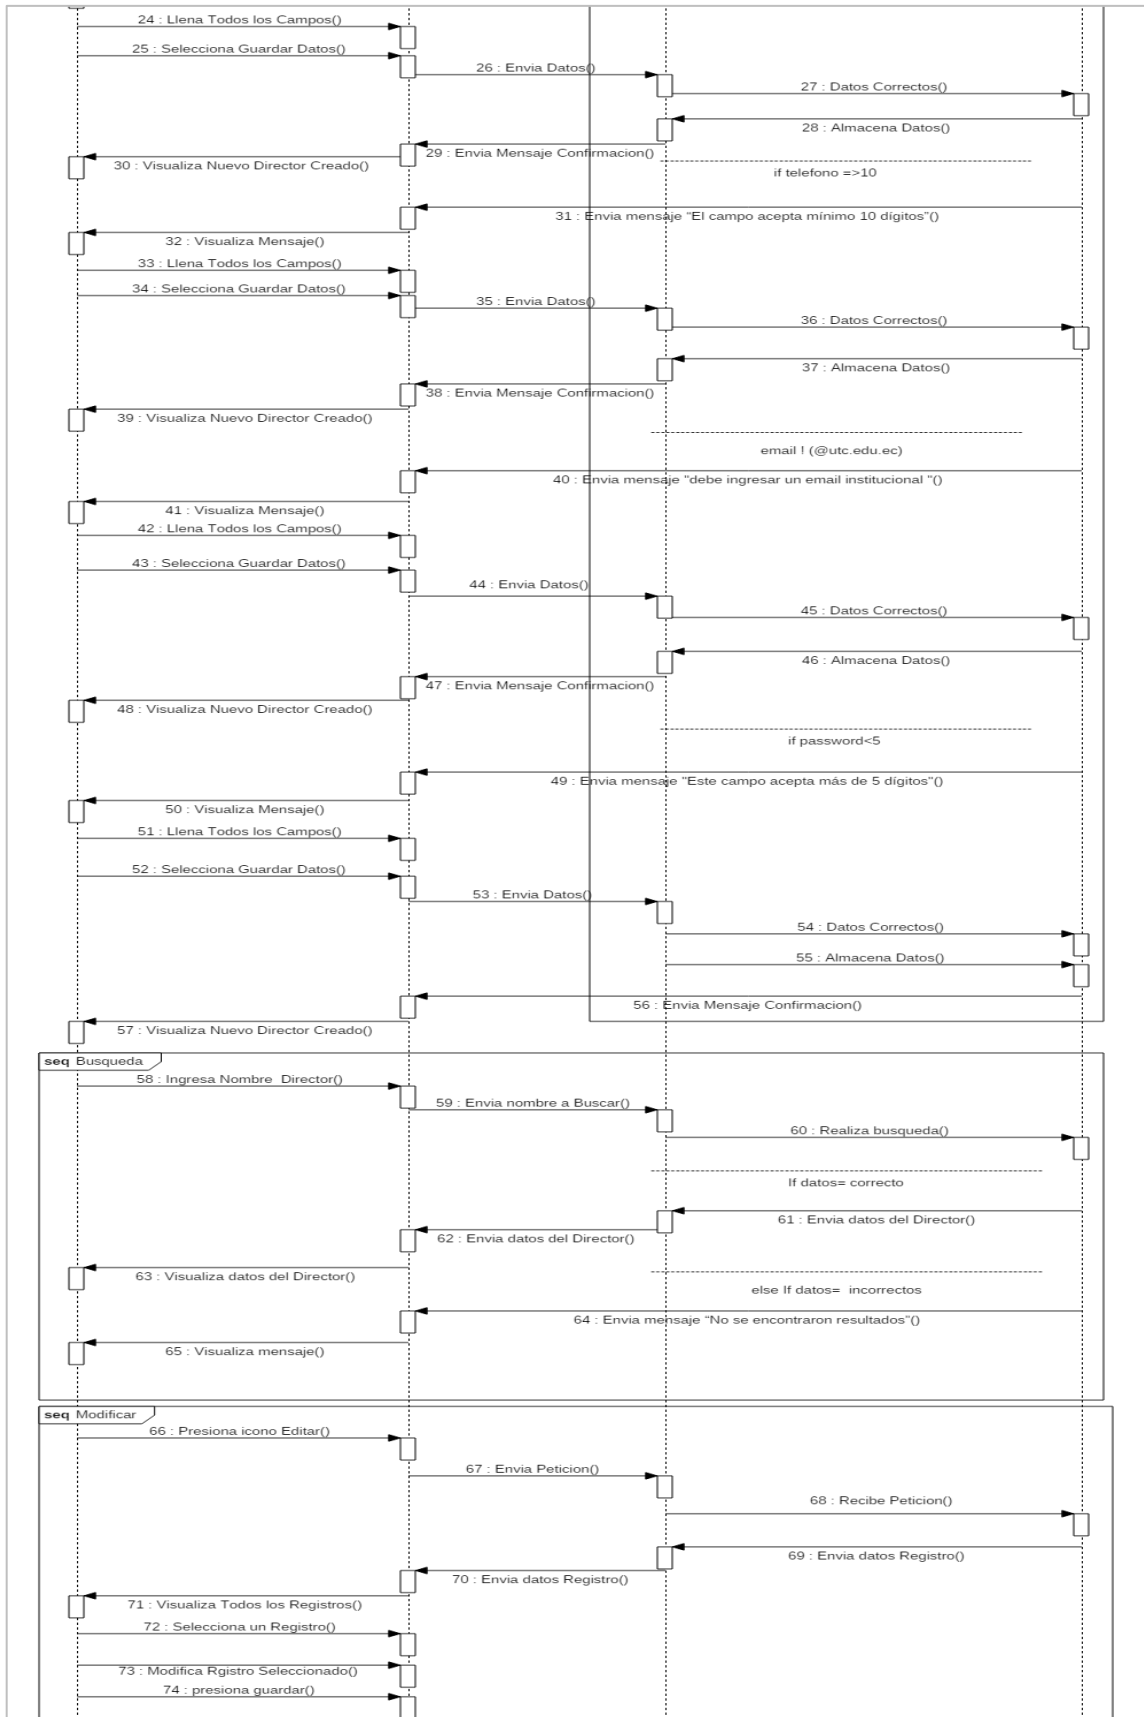 24 : Llena Todos los Campos()
25 : Selecciona Guardar Datos()
26 : Envia Datos()
27 : Datos Correctos()
28 : Almacena Datos()
29 : Envia Mensaje Confirmacion()
30 : Visualiza Nuevo Director Creado()
if telefono =>10
31 : Envia mensaje "El campo acepta mínimo 10 dígitos"()
32 : Visualiza Mensaje()
33 : Llena Todos los Campos()
34 : Selecciona Guardar Datos()
35 : Envia Datos()
36 : Datos Correctos()
37 : Almacena Datos()
38 : Envia Mensaje Confirmacion()
39 : Visualiza Nuevo Director Creado()
email ! (@utc.edu.ec)
40 : Envia mensaje "debe ingresar un email institucional "()
41 : Visualiza Mensaje()
42 : Llena Todos los Campos()
43 : Selecciona Guardar Datos()
44 : Envia Datos()
45 : Datos Correctos()
46 : Almacena Datos()
47 : Envia Mensaje Confirmacion()
48 : Visualiza Nuevo Director Creado()
if password<5
49 : Envia mensaje "Este campo acepta más de 5 dígitos"()
50 : Visualiza Mensaje()
51 : Llena Todos los Campos()
52 : Selecciona Guardar Datos()
53 : Envia Datos()
54 : Datos Correctos()
55 : Almacena Datos()
56 : Envia Mensaje Confirmacion()
57 : Visualiza Nuevo Director Creado()
seq Busqueda
58 : Ingresa Nombre  Director()
59 : Envia nombre a Buscar()
60 : Realiza busqueda()
If datos= correcto
61 : Envia datos del Director()
62 : Envia datos del Director()
63 : Visualiza datos del Director()
else If datos=  incorrectos
64 : Envia mensaje "No se encontraron resultados"()
65 : Visualiza mensaje()
seq Modificar
66 : Presiona icono Editar()
67 : Envia Peticion()
68 : Recibe Peticion()
69 : Envia datos Registro()
70 : Envia datos Registro()
71 : Visualiza Todos los Registros()
72 : Selecciona un Registro()
73 : Modifica Rgistro Seleccionado()
74 : presiona guardar()